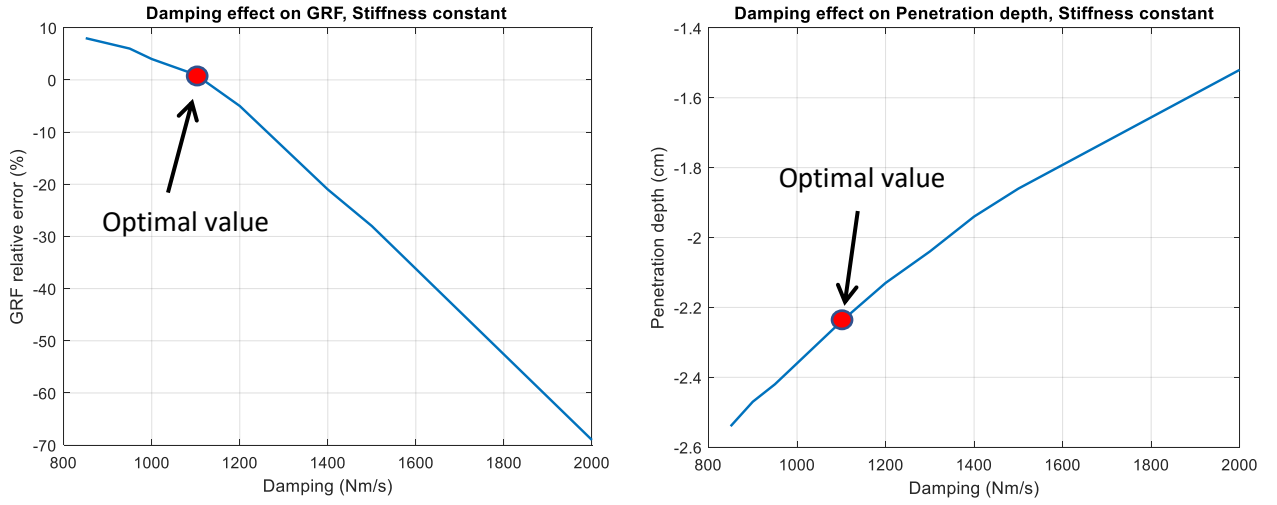 Damping effect on GRF, Stiffness constant
10
0
-10
-20
-30
-40
-50
-60
-70
800 1000 1200 1400 1600 1800 2000
GRF relative error (%)
Damping (Nm/s)
Optimal value
Damping effect on Penetration depth, Stiffness constant
-1.4
-1.6
-1.8
-2
-2.2
-2.4
-2.6
800 1000 1200 1400 1600 1800 2000
Penetration depth (cm)
Damping (Nm/s)
Optimal value